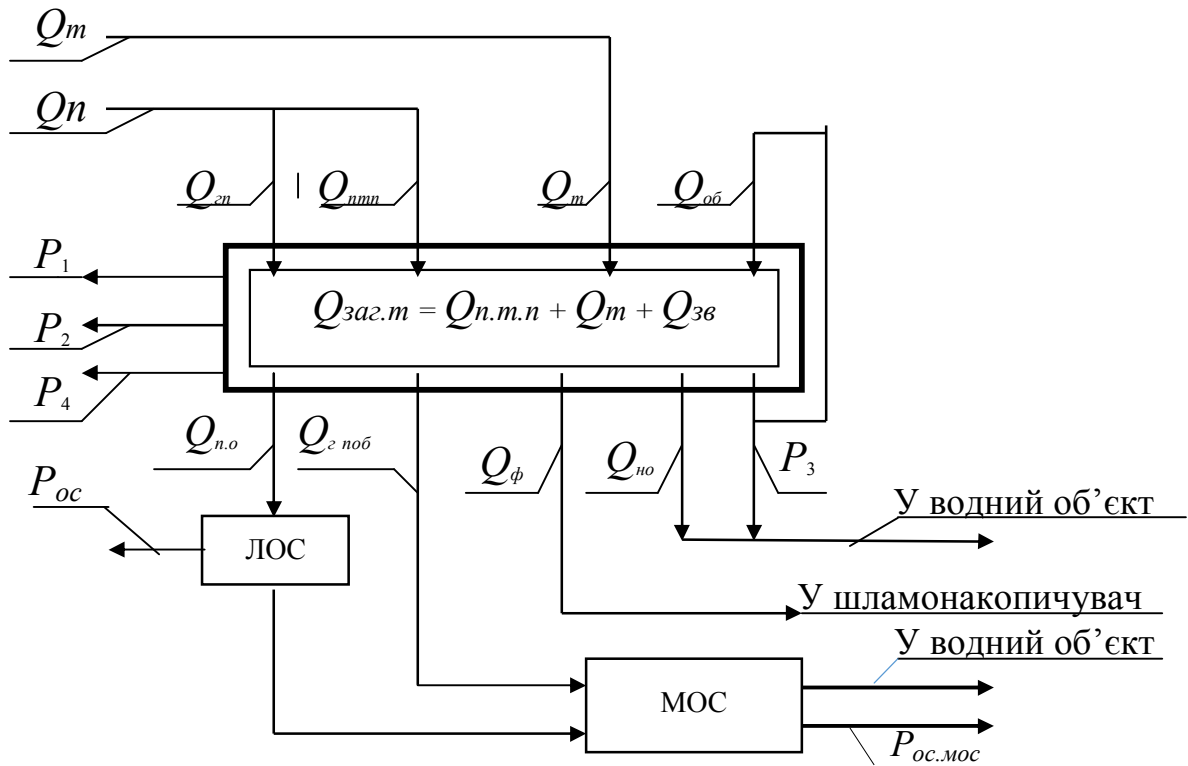 Qт
Qп
Qгп
Qптп
Qт
Qоб
P1
P2
P4
Qзаг.т = Qп.т.п + Qт + Qзв
Qп.о
Qг поб
Qф
Qно
P3
Pос
ЛОС
У водний об’єкт
У шламонакопичувач
У водний об’єкт
МОС
Pос.мос